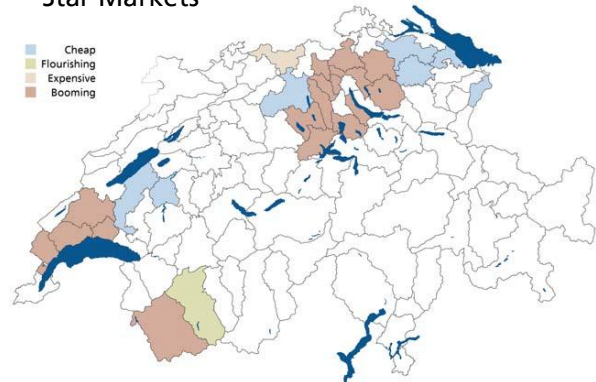 Star Markets
Cheap
Flourishing
Expensive
Booming